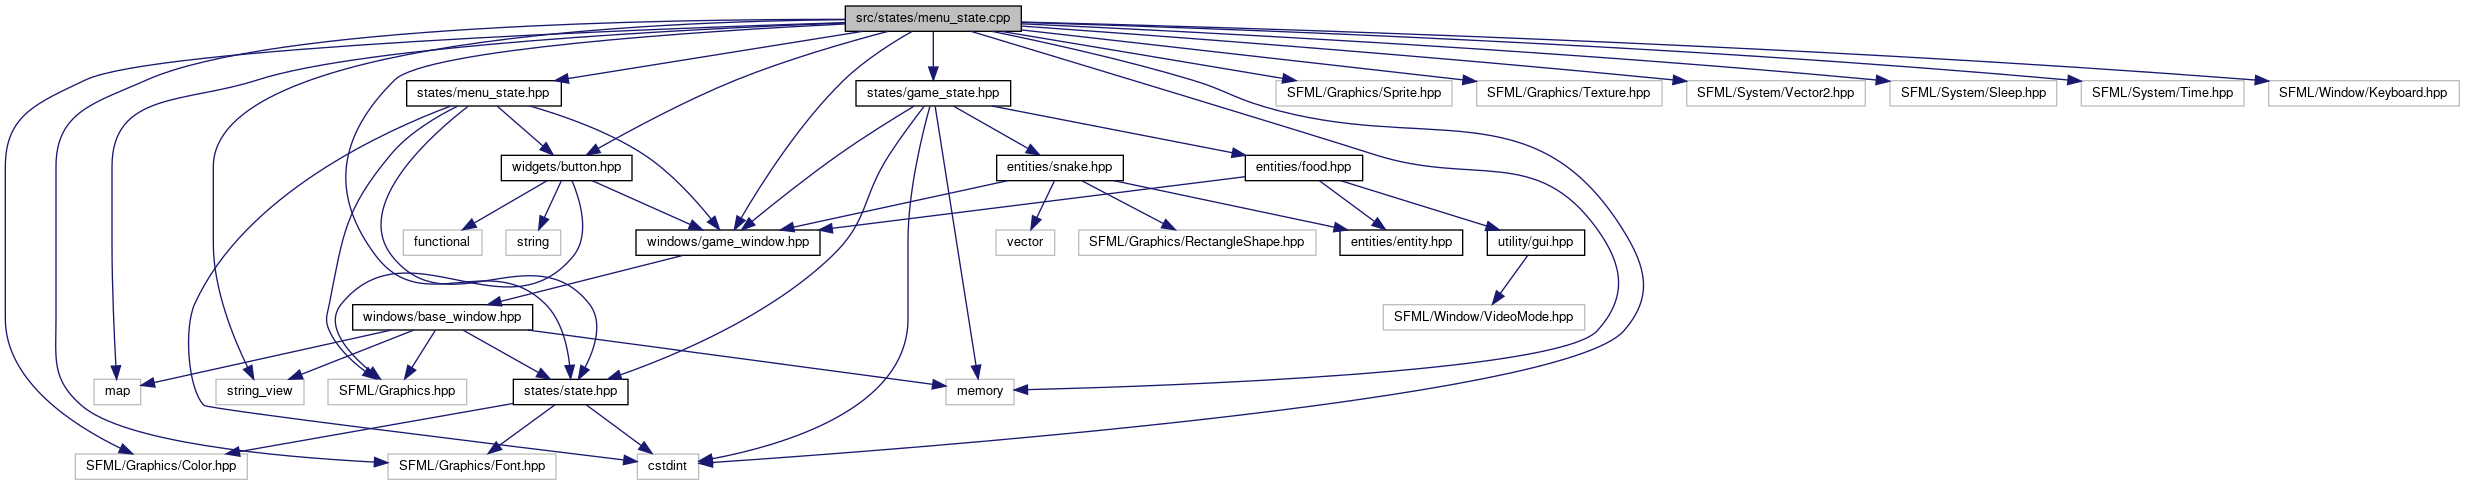 src/states/menu_state.cpp
states/menu_state.hpp
states/game_state.hpp
SFML/Graphics/Sprite.hpp
SFML/Graphics/Texture.hpp
SFML/System/Vector2.hpp
SFML/System/Sleep.hpp
SFML/System/Time.hpp
SFML/Window/Keyboard.hpp
widgets/button.hpp
entities/snake.hpp
entities/food.hpp
functional
string
windows/game_window.hpp
vector
SFML/Graphics/RectangleShape.hpp
entities/entity.hpp
utility/gui.hpp
windows/base_window.hpp
SFML/Window/VideoMode.hpp
map
string_view
SFML/Graphics.hpp
states/state.hpp
memory
SFML/Graphics/Color.hpp
SFML/Graphics/Font.hpp
cstdint